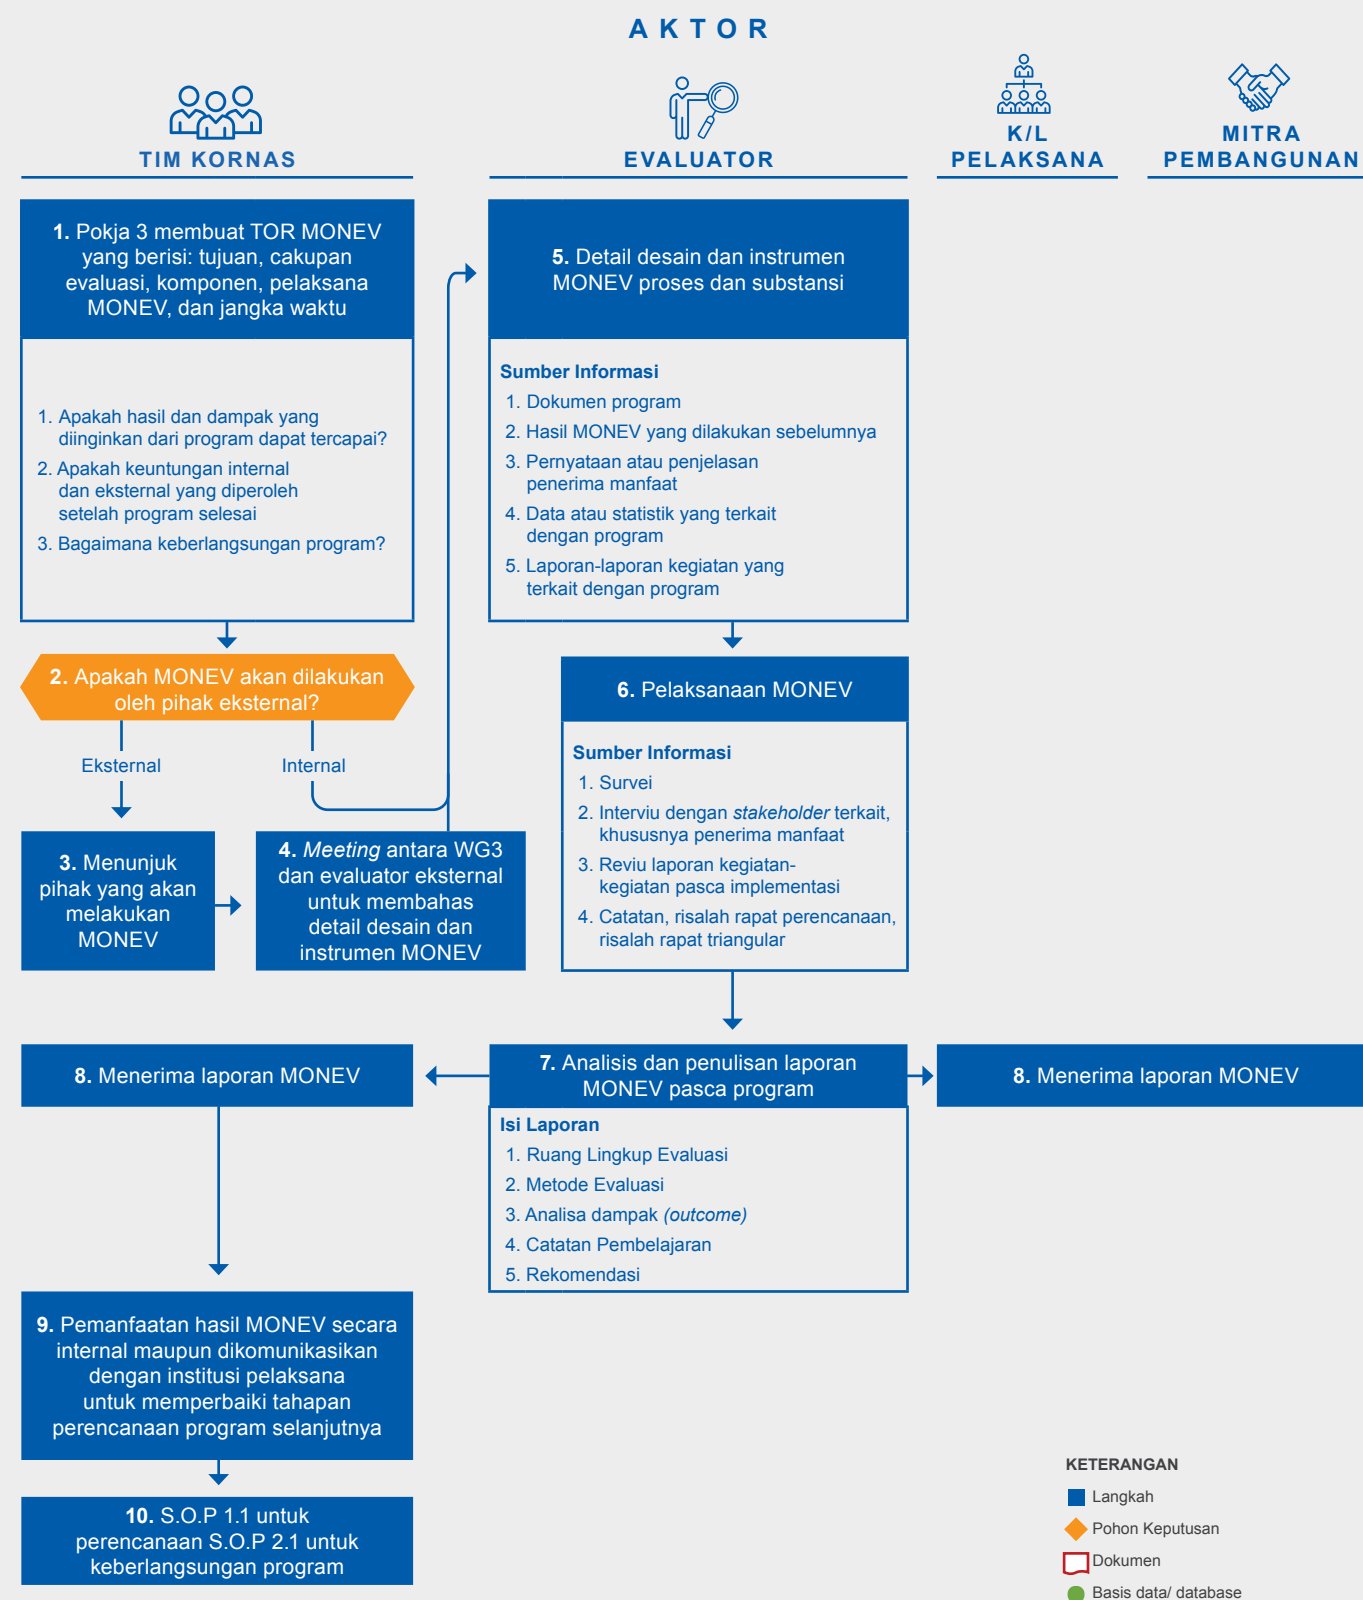 AKTOR
TIM KORNAS
EVALUATOR
K/L
PELAKSANA
MITRA
PEMBANGUNAN
1. Pokja 3 membuat TOR MONEV
yang berisi: tujuan, cakupan
evaluasi, komponen, pelaksana
MONEV, dan jangka waktu
1. Apakah hasil dan dampak yang
diinginkan dari program dapat tercapai?
2. Apakah keuntungan internal
dan eksternal yang diperoleh
setelah program selesai
3. Bagaimana keberlangsungan program?
2. Apakah MONEV akan dilakukan
oleh pihak eksternal?
Eksternal
Internal
3. Menunjuk
pihak yang akan
melakukan
MONEV
4. Meeting antara WG3
dan evaluator eksternal
untuk membahas
detail desain dan
instrumen MONEV
5. Detail desain dan instrumen
MONEV proses dan substansi
Sumber Informasi
1. Dokumen program
2. Hasil MONEV yang dilakukan sebelumnya
3. Pernyataan atau penjelasan
penerima manfaat
4. Data atau statistik yang terkait
dengan program
5. Laporan-laporan kegiatan yang
terkait dengan program
6. Pelaksanaan MONEV
Sumber Informasi
1. Survei
2. Interviu dengan stakeholder terkait,
khususnya penerima manfaat
3. Reviu laporan kegiatan-
kegiatan pasca implementasi
4. Catatan, risalah rapat perencanaan,
risalah rapat triangular
7. Analisis dan penulisan laporan
MONEV pasca program
Isi Laporan
1. Ruang Lingkup Evaluasi
2. Metode Evaluasi
3. Analisa dampak (outcome)
4. Catatan Pembelajaran
5. Rekomendasi
8. Menerima laporan MONEV
8. Menerima laporan MONEV
9. Pemanfaatan hasil MONEV secara
internal maupun dikomunikasikan
dengan institusi pelaksana
untuk memperbaiki tahapan
perencanaan program selanjutnya
10. S.O.P 1.1 untuk
perencanaan S.O.P 2.1 untuk
keberlangsungan program
KETERANGAN
Langkah
Pohon Keputusan
Dokumen
Basis data/ database